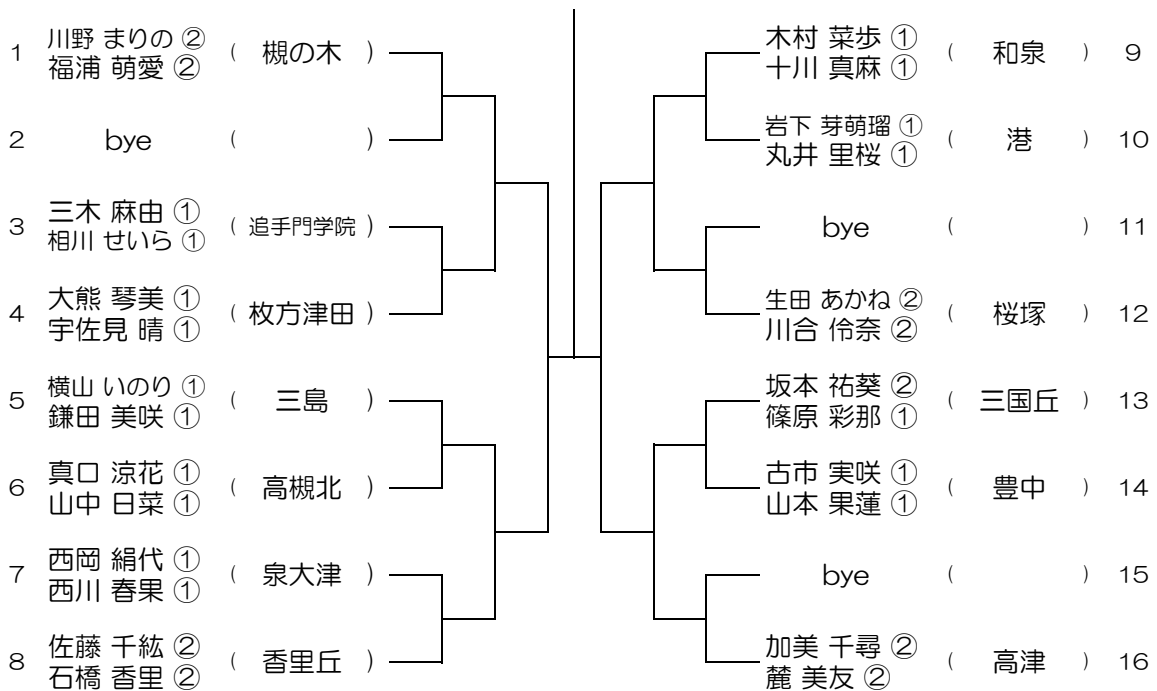 1 川野 まりの ② 福浦 萌愛 ② ( 槻の木 )
2 bye ( )
3 三木 麻由 ① 相川 せいら ① ( 追手門学院 )
4 大熊 琴美 ① 宇佐見 晴 ① ( 枚方津田 )
5 横山 いのり ① 鎌田 美咲 ① ( 三島 )
6 真口 涼花 ① 山中 日菜 ① ( 高槻北 )
7 西岡 絹代 ① 西川 春果 ① ( 泉大津 )
8 佐藤 千紘 ② 石橋 香里 ② ( 香里丘 )
木村 菜歩 ① 十川 真麻 ① ( 和泉 ) 9
岩下 芽萌瑠 ① 丸井 里桜 ① ( 港 ) 10
bye ( ) 11
生田 あかね ② 川合 伶奈 ② ( 桜塚 ) 12
坂本 祐葵 ② 篠原 彩那 ① ( 三国丘 ) 13
古市 実咲 ① 山本 果蓮 ① ( 豊中 ) 14
bye ( ) 15
加美 千尋 ② 麓 美友 ② ( 高津 ) 16